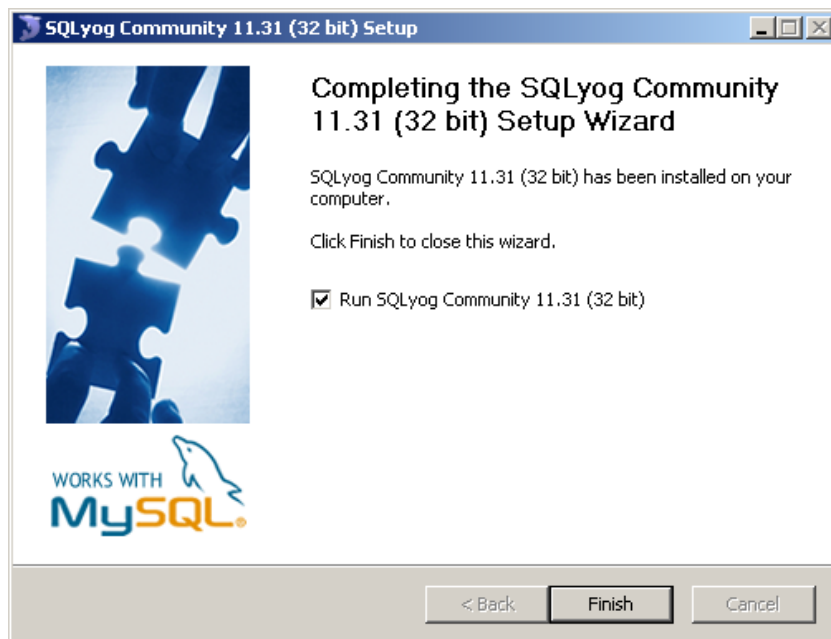 SQLyog Community 11.31 (32 bit) Setup
Completing the SQLyog Community
11.31 (32 bit) Setup Wizard
SQLyog Community 11.31 (32 bit) has been installed on your
computer.
Click Finish to close this wizard.
Run SQLyog Community 11.31 (32 bit)
WORKS WITH
MySQL®
< Back
Finish
Cancel